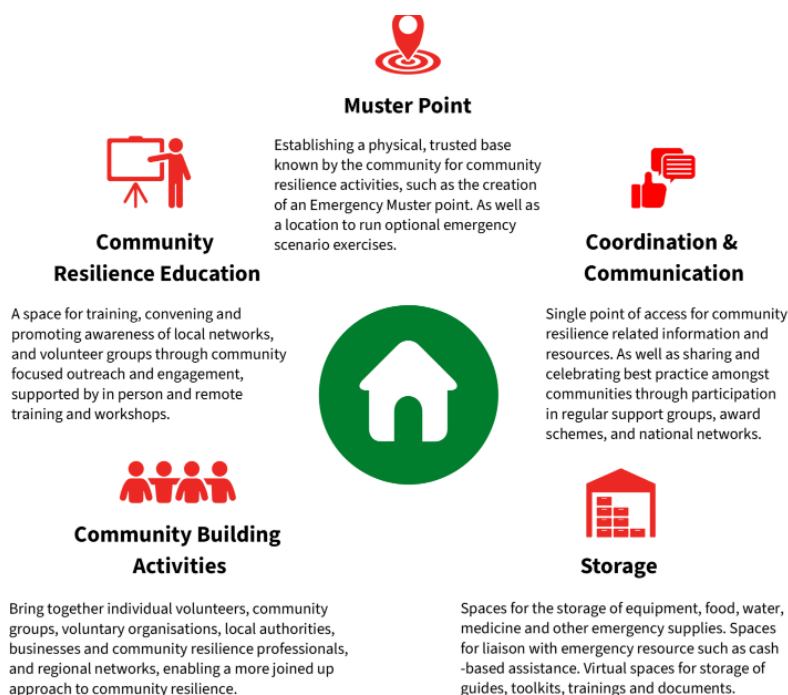 Muster Point
Establishing a physical, trusted base
known by the community for community
resilience activities, such as the creation
of an Emergency Muster point. As well as
a location to run optional emergency
scenario exercises.
Community
Resilience Education
A space for training, convening and
promoting awareness of local networks,
and volunteer groups through community
focused outreach and engagement,
supported by in person and remote
training and workshops.
Coordination &
Communication
Single point of access for community
resilience related information and
resources. As well as sharing and
celebrating best practice amongst
communities through participation
in regular support groups, award
schemes, and national networks.
Community Building
Activities
Bring together individual volunteers, community
groups, voluntary organisations, local authorities,
businesses and community resilience professionals,
and regional networks, enabling a more joined up
approach to community resilience.
Storage
Spaces for the storage of equipment, food, water,
medicine and other emergency supplies. Spaces
for liaison with emergency resource such as cash
-based assistance. Virtual spaces for storage of
guides, toolkits, trainings and documents.